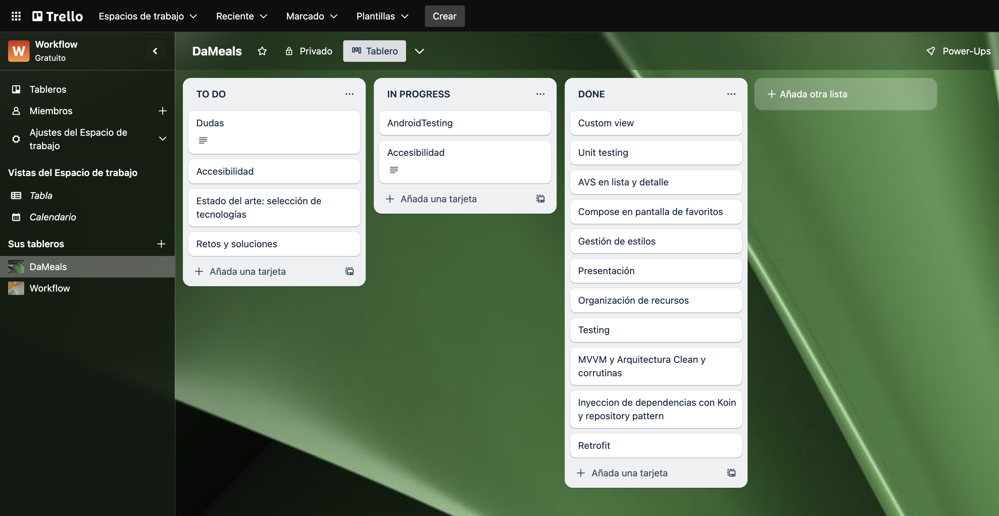 Trello
Espacios de trabajo
Reciente
Marcado
Plantillas
Crear
W
Workflow
Gratuito
Tableros
Miembros
Ajustes del Espacio de
trabajo
Vistas del Espacio de trabajo
Tabla
Calendario
Sus tableros
DaMeals
Workflow
DaMeals
Privado
Tablero
Power-Ups
TO DO
Dudas
Accesibilidad
Estado del arte: selección de
tecnologías
Retos y soluciones
Añada una tarjeta
IN PROGRESS
AndroidTesting
Accesibilidad
Añada una tarjeta
DONE
Custom view
Unit testing
AVS en lista y detalle
Compose en pantalla de favoritos
Gestión de estilos
Presentación
Organización de recursos
Testing
MVVM y Arquitectura Clean y
corrutinas
Inyeccion de dependencias con Koin
y repository pattern
Retrofit
Añada una tarjeta
Añada otra lista